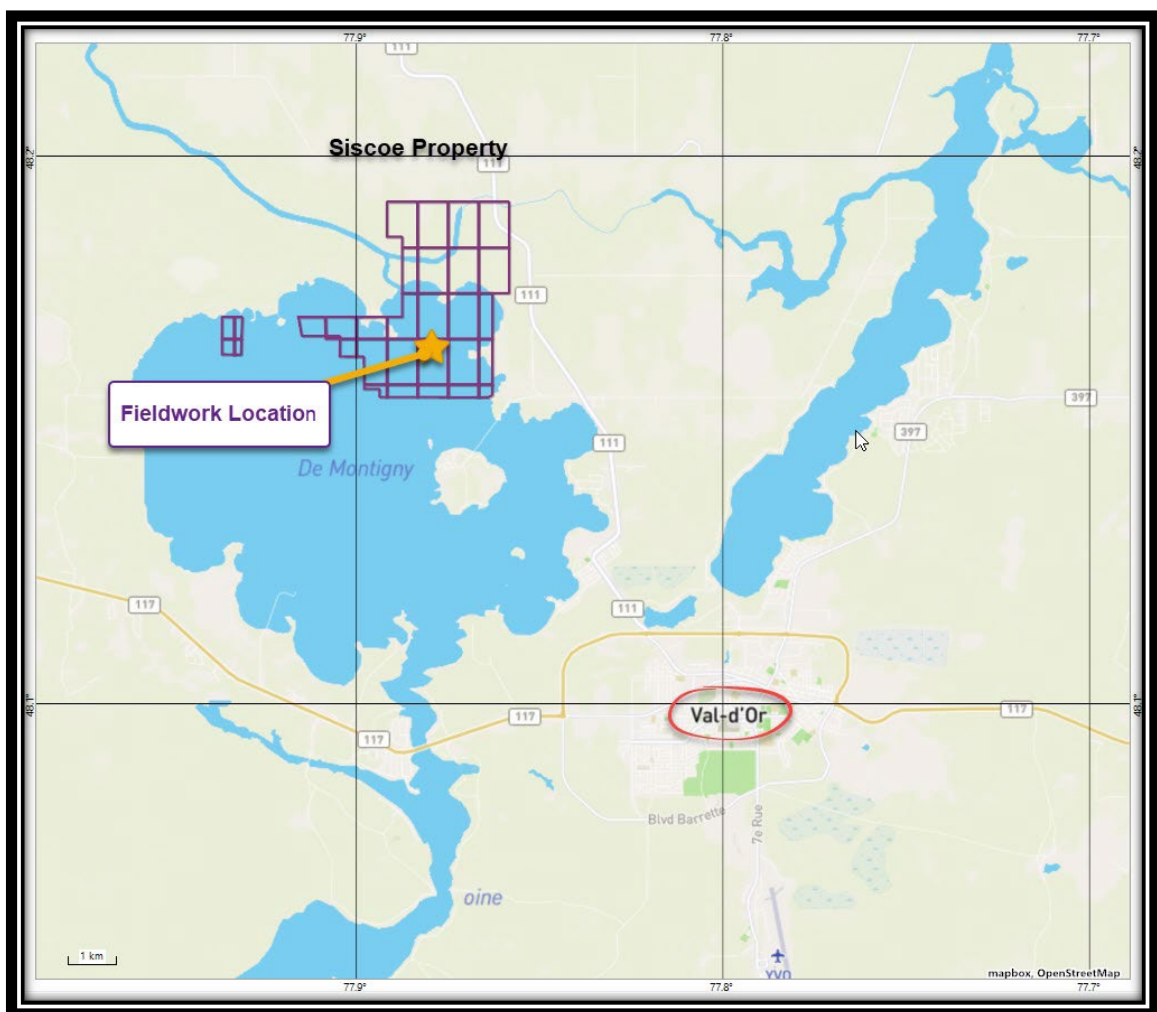 77.9°
77.8°
77.7°
111
Siscoe Property
48.2°
111
48.2°
111
Fieldwork Location
397
397
111
De Montigny
117
111
48.1°
Val-d'Or
117
117
48.1°
117
Blvd Barrette
7e Rue
oine
1 km
YVO
mapbox, OpenStreetMap
77.9°
77.8°
77.7°